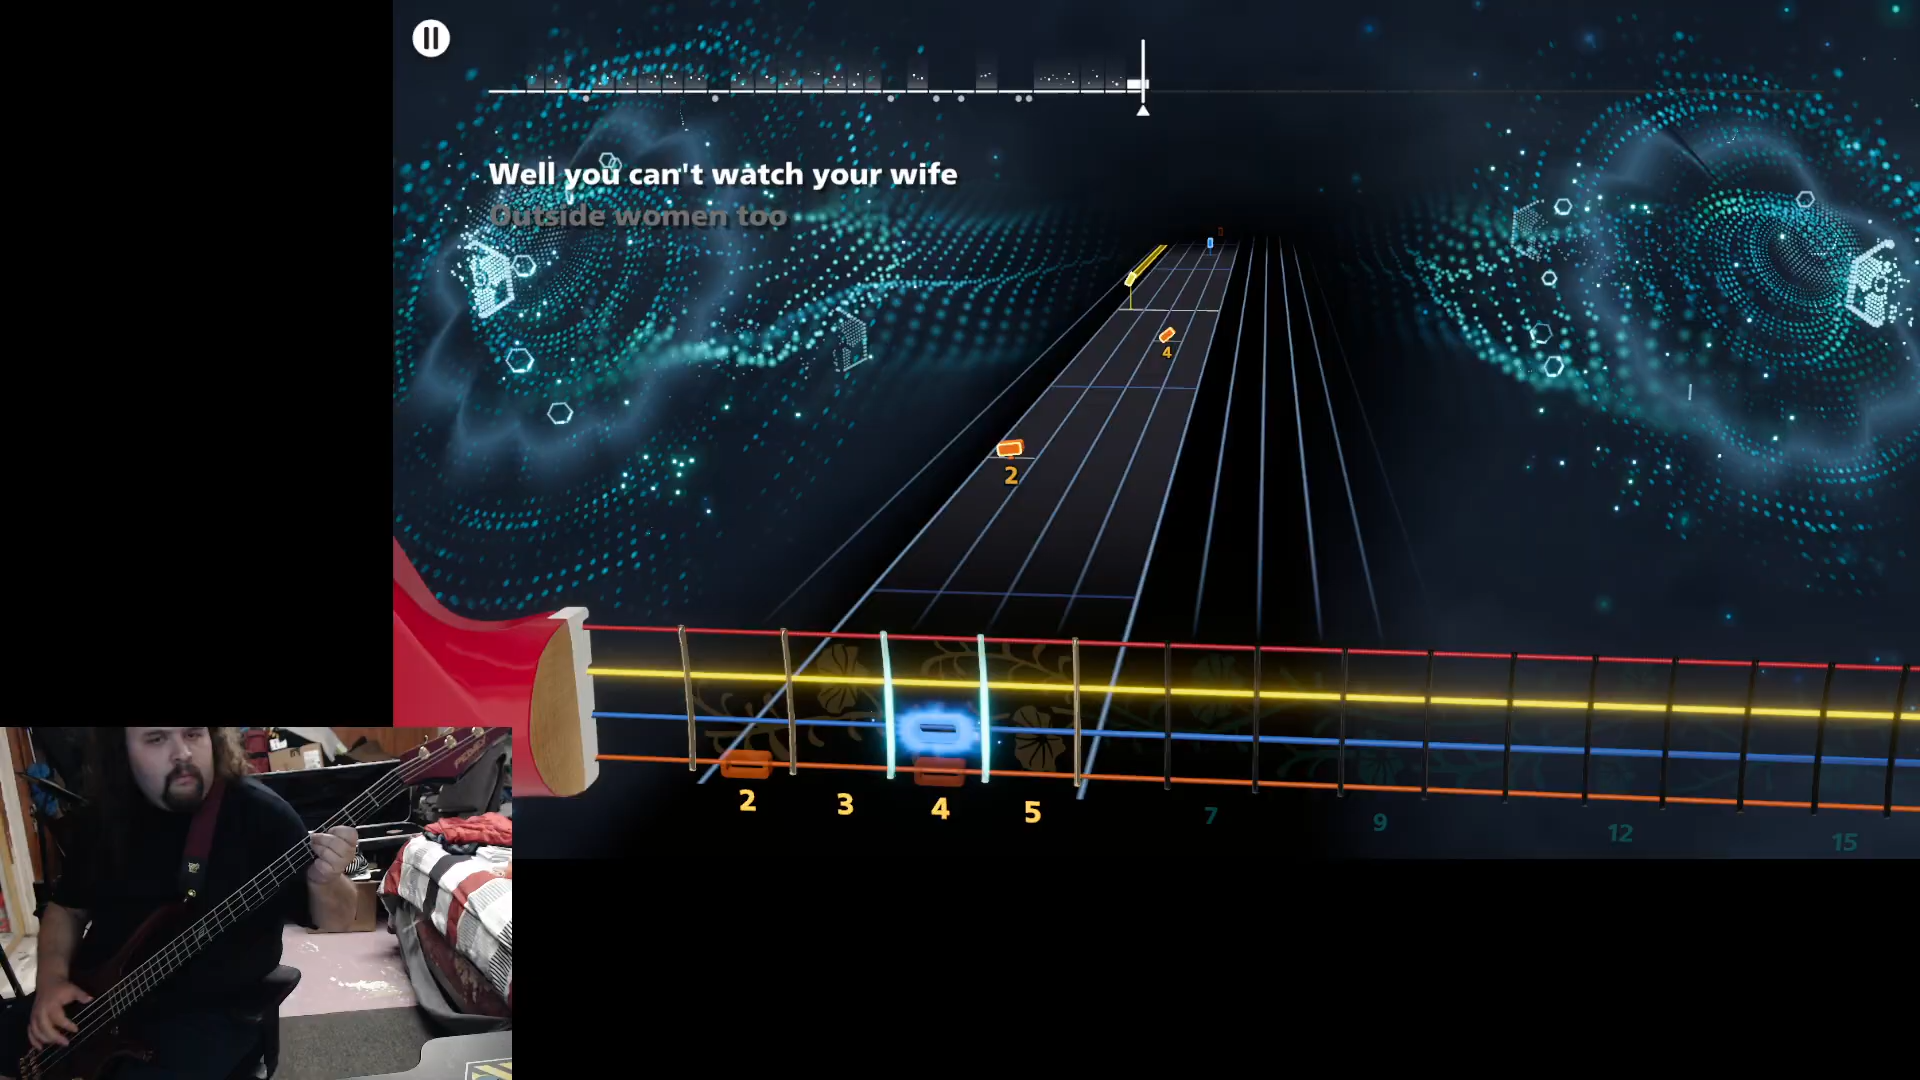 Well you can't watch your wife
Outside women too
4
2
2 3 4 5 7 9 12 15